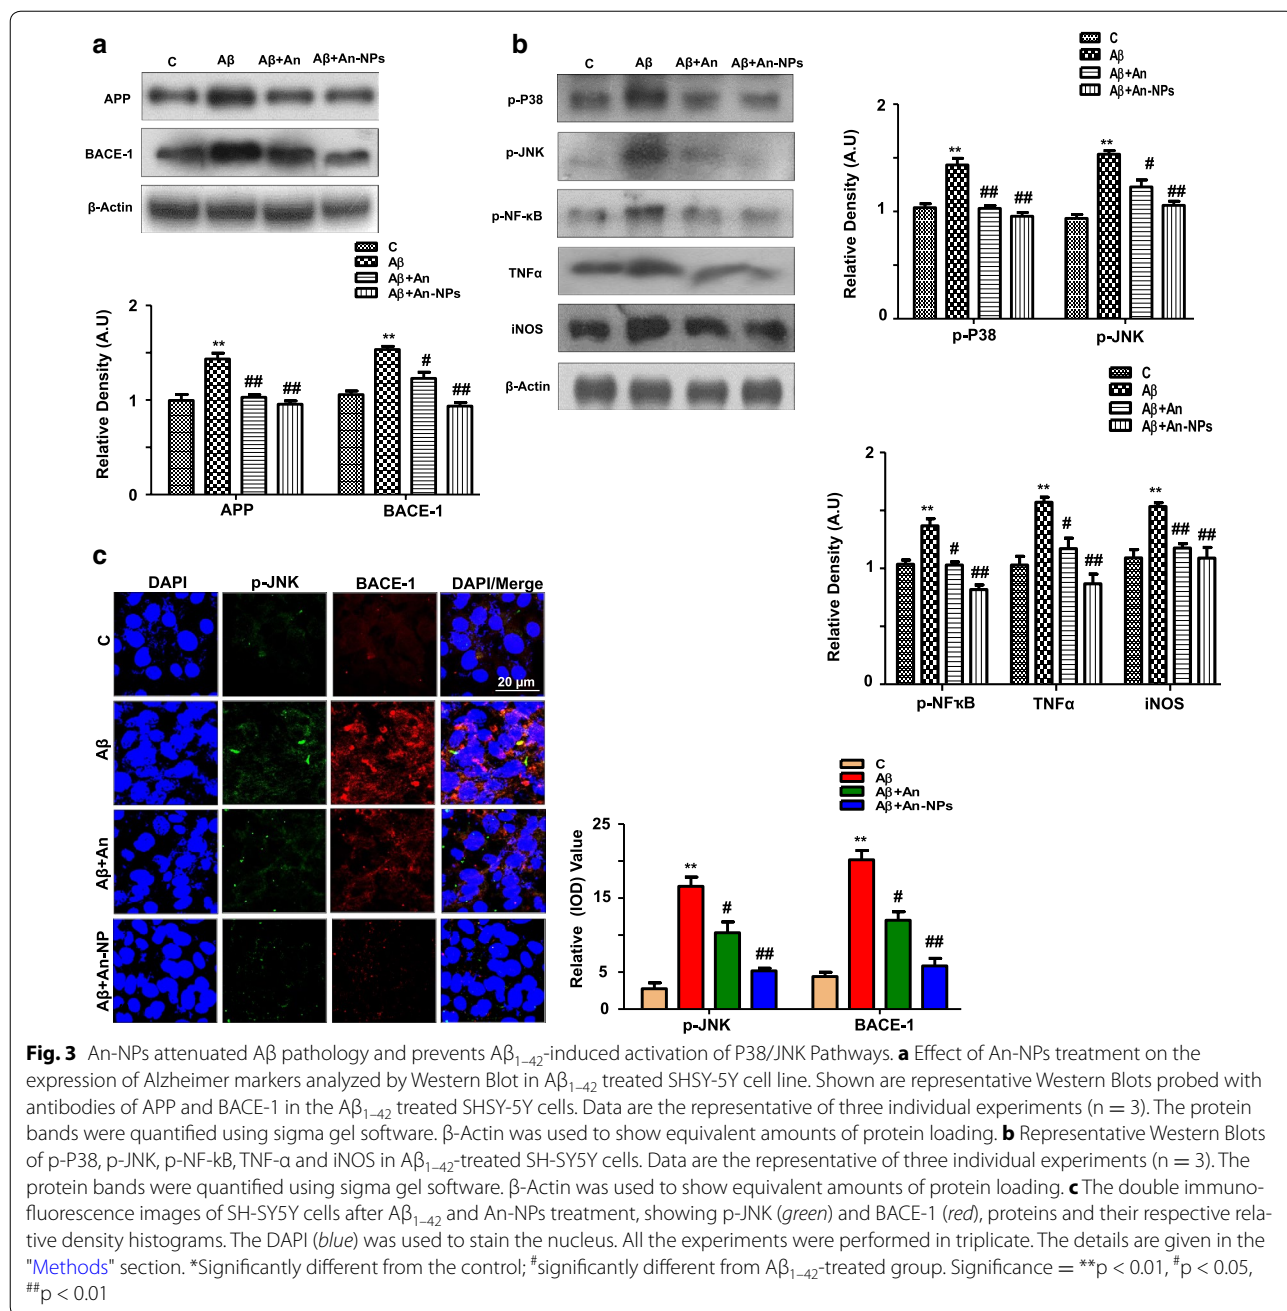 a
C Aβ Aβ+An Aβ+An-NPs
APP
BACE-1
β-Actin
C
Aβ
Aβ+An
Aβ+An-NPs
Relative Density (A.U)
2
1
0
** ## ##
** # ##
APP BACE-1
b
C Aβ Aβ+An Aβ+An-NPs
p-P38
p-JNK
p-NF-κB
TNFα
iNOS
β-Actin
C
Aβ
Aβ+An
Aβ+An-NPs
Relative Density (A.U)
2
1
0
** ## ##
** # ##
p-P38 p-JNK
C
Aβ
Aβ+An
Aβ+An-NPs
Relative Density (A.U)
2
1
0
** # ##
** # ##
** ## ##
p-NFκB TNFα iNOS
c
DAPI p-JNK BACE-1 DAPI/Merge
C
20 µm
Aβ
Aβ+An
Aβ+An-NP
C
Aβ
Aβ+An
Aβ+An-NPs
Relative (IOD) Value
25
15
5
0
** # ##
** # ##
p-JNK BACE-1
Fig. 3 An-NPs attenuated Aβ pathology and prevents Aβ1–42-induced activation of P38/JNK Pathways. a Effect of An-NPs treatment on the
expression of Alzheimer markers analyzed by Western Blot in Aβ1–42 treated SHSY-5Y cell line. Shown are representative Western Blots probed with
antibodies of APP and BACE-1 in the Aβ1–42 treated SHSY-5Y cells. Data are the representative of three individual experiments (n = 3). The protein
bands were quantified using sigma gel software. β-Actin was used to show equivalent amounts of protein loading. b Representative Western Blots
of p-P38, p-JNK, p-NF-kB, TNF-α and iNOS in Aβ1–42-treated SH-SY5Y cells. Data are the representative of three individual experiments (n = 3). The
protein bands were quantified using sigma gel software. β-Actin was used to show equivalent amounts of protein loading. c The double immuno-
fluorescence images of SH-SY5Y cells after Aβ1–42 and An-NPs treatment, showing p-JNK (green) and BACE-1 (red), proteins and their respective rela-
tive density histograms. The DAPI (blue) was used to stain the nucleus. All the experiments were performed in triplicate. The details are given in the
"Methods" section. *Significantly different from the control; #significantly different from Aβ1–42-treated group. Significance = **p < 0.01, #p < 0.05,
##p < 0.01